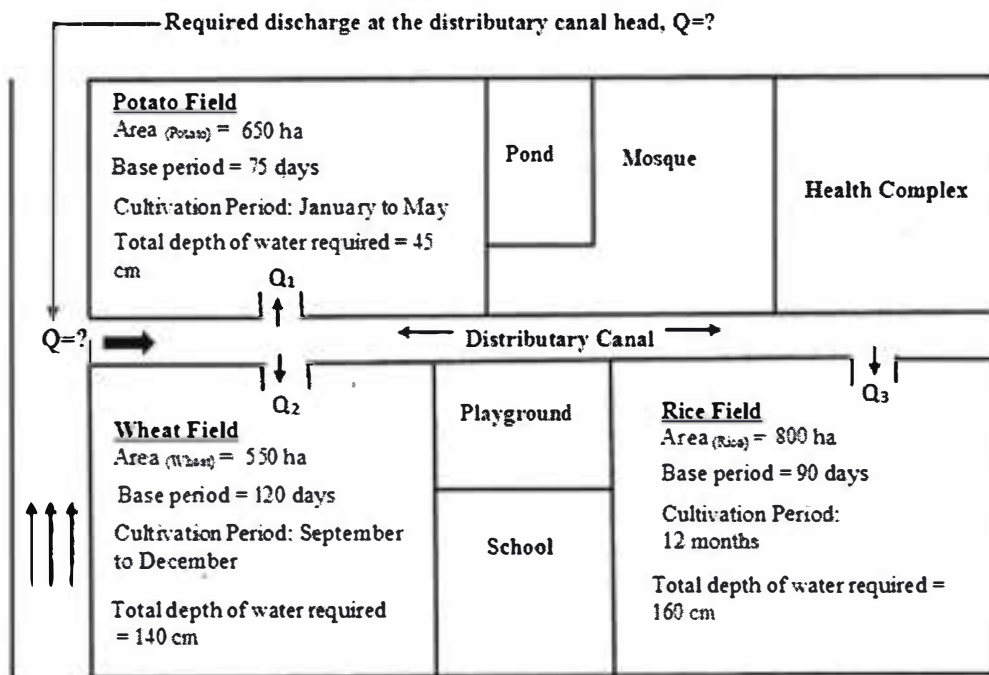 Required discharge at the distributary canal head, Q=?
Potato Field
Area (Potato) = 650 ha
Base period = 75 days
Cultivation Period: January to May
Total depth of water required = 45
cm
Q1
Pond
Mosque
Health Complex
Q=?
Distributary Canal
Q2
Q3
Wheat Field
Area (Wheat) = 550 ha
Base period = 120 days
Cultivation Period: September
to December
Total depth of water required
= 140 cm
Playground
School
Rice Field
Area (Rice) = 800 ha
Base period = 90 days
Cultivation Period:
12 months
Total depth of water required =
160 cm